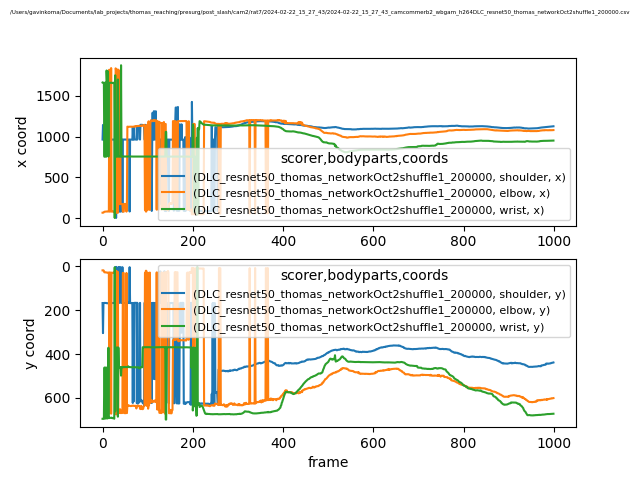 /Users/gavinkoma/Documents/lab_projects/thomas_reaching/presurg/post_slash/cam2/rat7/2024-02-22_15_27_43/2024-02-22_15_27_43_camcommerb2_wbgam_h264DLC_resnet50_thomas_networkOct2shuffle1_200000.csv
x coord
1500
1000
500
0
scorer,bodyparts,coords
(DLC_resnet50_thomas_networkOct2shuffle1_200000, shoulder, x)
(DLC_resnet50_thomas_networkOct2shuffle1_200000, elbow, x)
(DLC_resnet50_thomas_networkOct2shuffle1_200000, wrist, x)
0 200 400 600 800 1000
y coord
0
200
400
600
scorer,bodyparts,coords
(DLC_resnet50_thomas_networkOct2shuffle1_200000, shoulder, y)
(DLC_resnet50_thomas_networkOct2shuffle1_200000, elbow, y)
(DLC_resnet50_thomas_networkOct2shuffle1_200000, wrist, y)
0 200 400 600 800 1000
frame